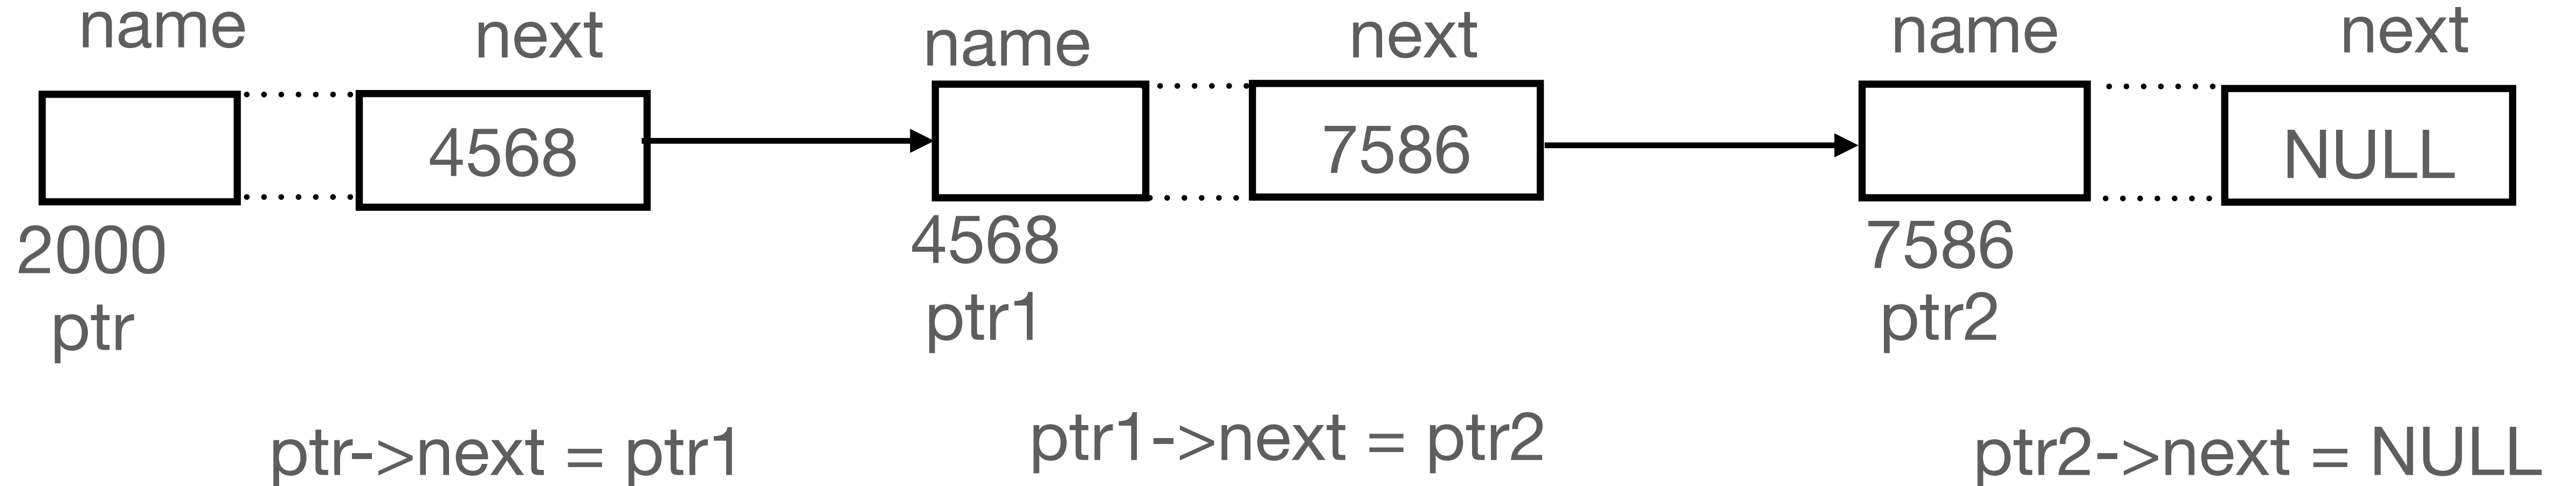 name next name next name next
4568 7586 NULL
2000 4568 7586
ptr ptr1 ptr2
ptr->next = ptr1 ptr1->next = ptr2 ptr2->next = NULL